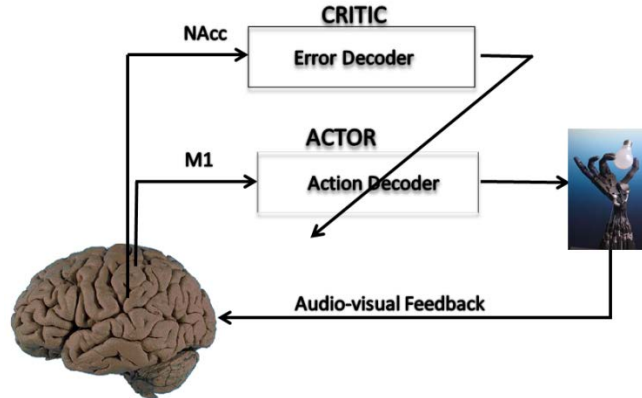 CRITIC
NAcc
Error Decoder
ACTOR
M1
Action Decoder
Audio-visual Feedback